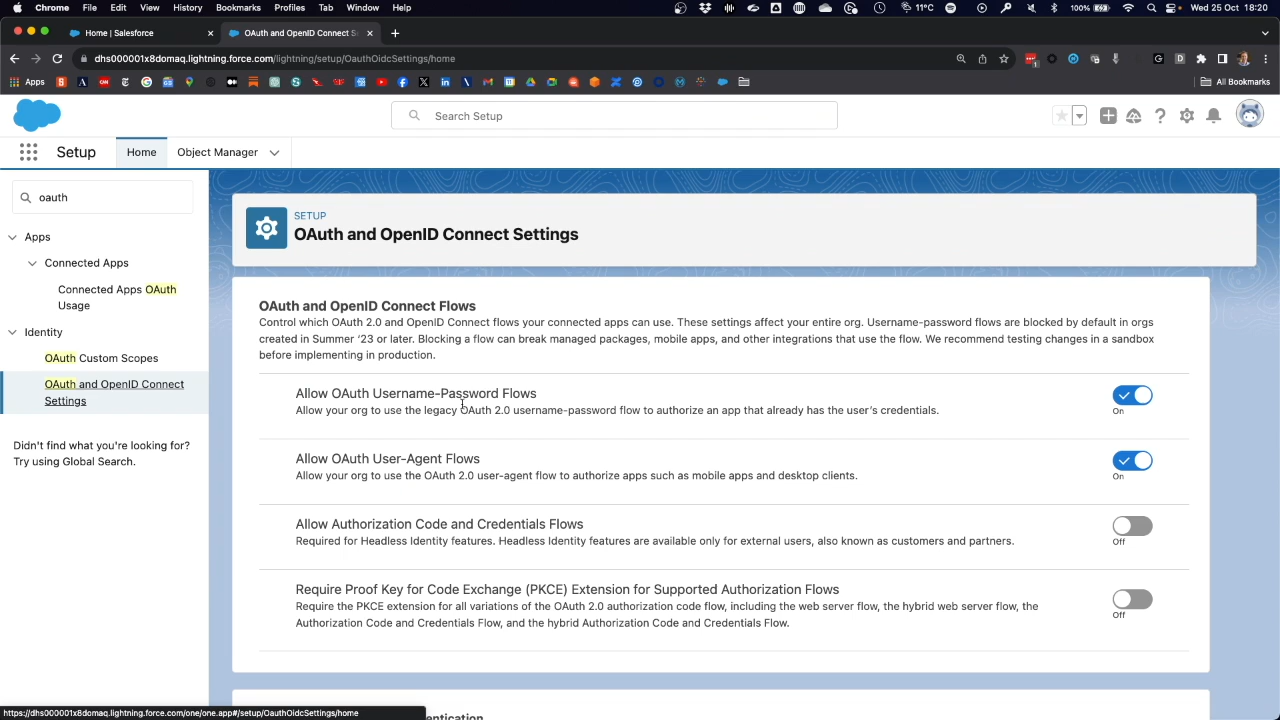 Chrome File Edit View History Bookmarks Profiles Tab Window Help
11°C 100% Wed 25 Oct 18:20
Home | Salesforce
OAuth and OpenID Connect S
dhs000001x8domaq.lightning.force.com/lightning/setup/OauthOidcSettings/home
Apps
All Bookmarks
Search Setup
Setup
Home
Object Manager
oauth
Apps
Connected Apps
Connected Apps OAuth
Usage
Identity
OAuth Custom Scopes
OAuth and OpenID Connect
Settings
Didn't find what you're looking for?
Try using Global Search.
SETUP
OAuth and OpenID Connect Settings
OAuth and OpenID Connect Flows
Control which OAuth 2.0 and OpenID Connect flows your connected apps can use. These settings affect your entire org. Username-password flows are blocked by default in orgs
created in Summer '23 or later. Blocking a flow can break managed packages, mobile apps, and other integrations that use the flow. We recommend testing changes in a sandbox
before implementing in production.
Allow OAuth Username-Password Flows
Allow your org to use the legacy OAuth 2.0 username-password flow to authorize an app that already has the user's credentials.
On
Allow OAuth User-Agent Flows
Allow your org to use the OAuth 2.0 user-agent flow to authorize apps such as mobile apps and desktop clients.
On
Allow Authorization Code and Credentials Flows
Required for Headless Identity features. Headless Identity features are available only for external users, also known as customers and partners.
Off
Require Proof Key for Code Exchange (PKCE) Extension for Supported Authorization Flows
Require the PKCE extension for all variations of the OAuth 2.0 authorization code flow, including the web server flow, the hybrid web server flow, the
Authorization Code and Credentials Flow, and the hybrid Authorization Code and Credentials Flow.
Off
https://dhs000001x8domaq.lightning.force.com/one/one.app#/setup/OauthOidcSettings/home
entication